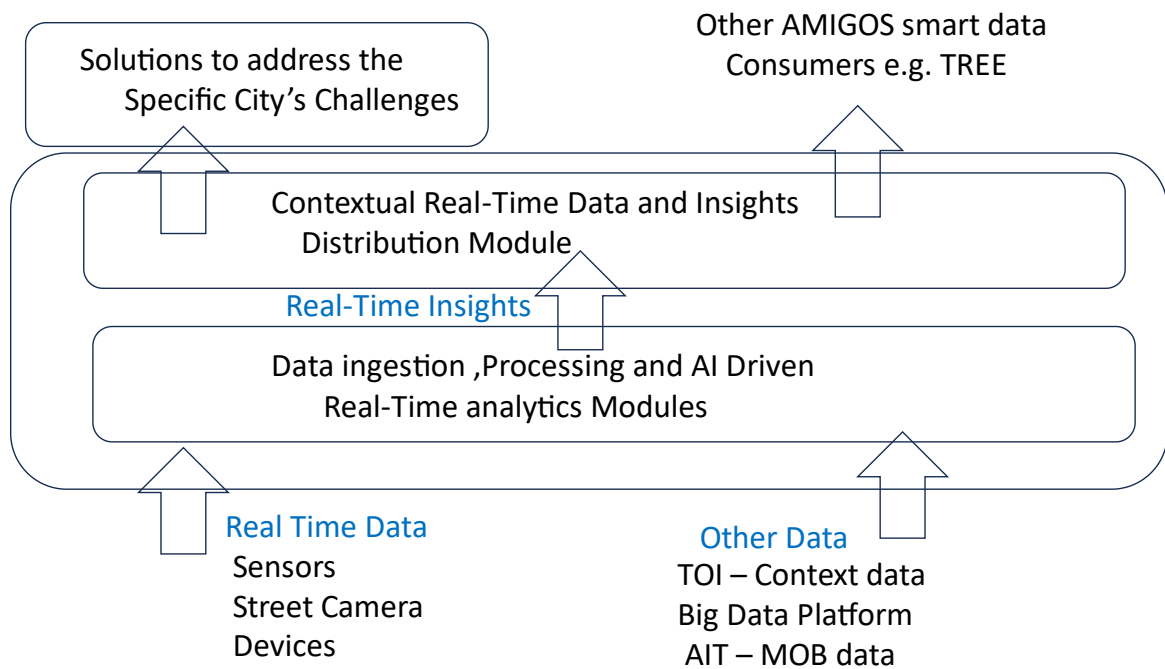 Solutions to address the
Specific City's Challenges
Other AMIGOS smart data
Consumers e.g. TREE
Contextual Real-Time Data and Insights
Distribution Module
Real-Time Insights
Data ingestion ,Processing and AI Driven
Real-Time analytics Modules
Real Time Data
Sensors
Street Camera
Devices
Other Data
TOI – Context data
Big Data Platform
AIT – MOB data